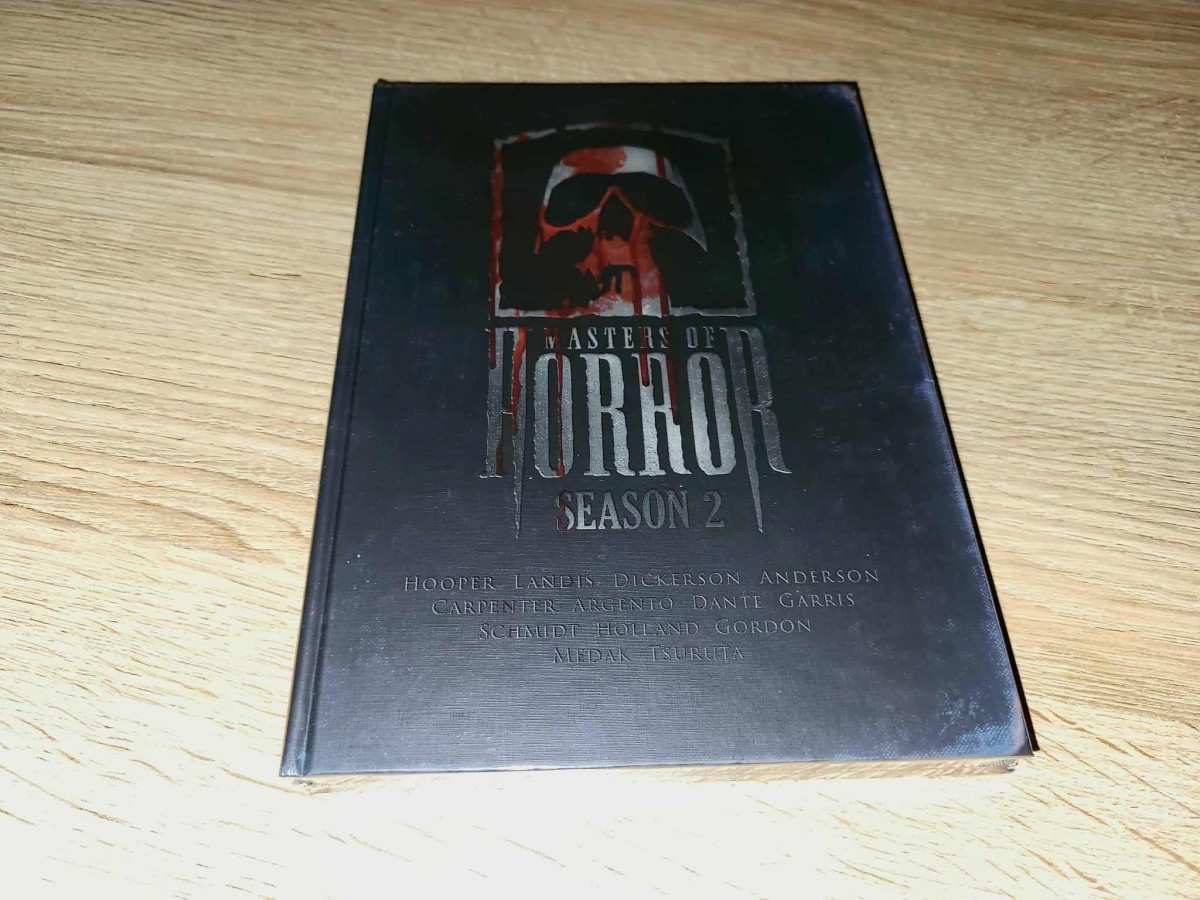 MASTERS OF
HORROR
SEASON 2
HOOPER LANDIS DICKERSON ANDERSON
CARPENTER ARGENTO DANTE GARRIS
SCHMIDT HOLLAND GORDON
MEDAK TSURUTA